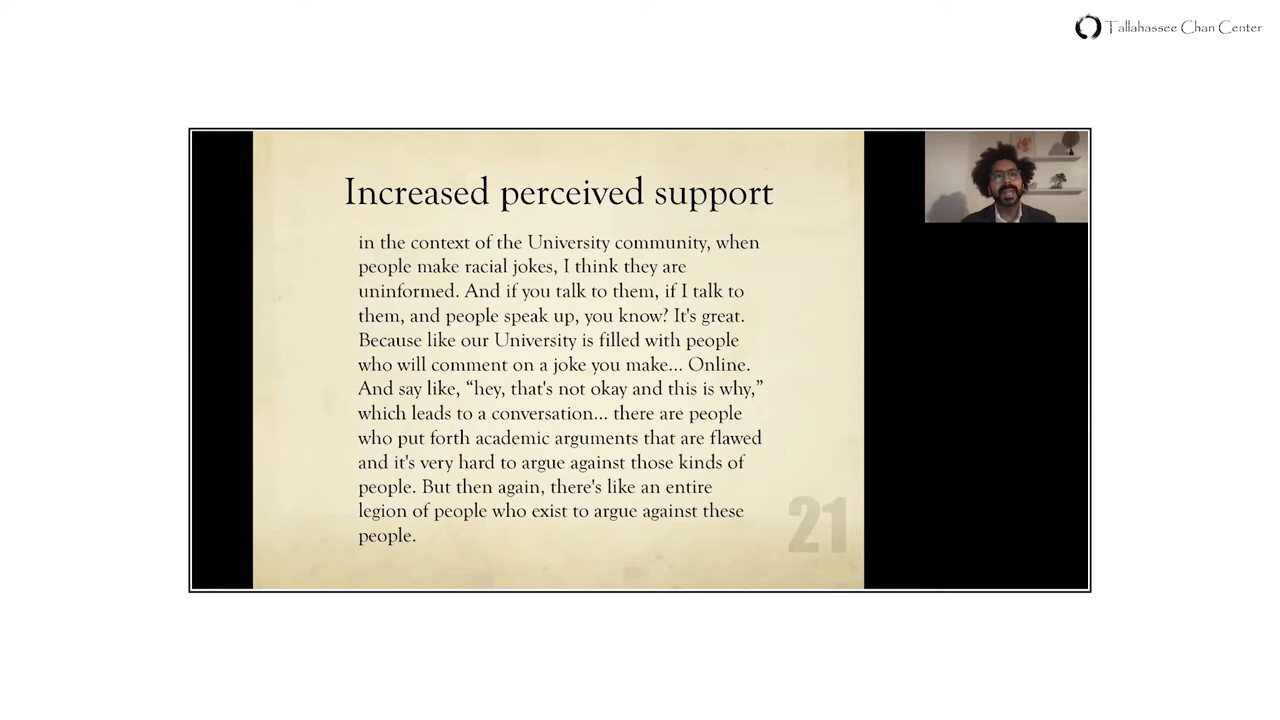 Tallahassee Chan Center
Increased perceived support
in the context of the University community, when
people make racial jokes, I think they are
uninformed. And if you talk to them, if I talk to
them, and people speak up, you know? It's great.
Because like our University is filled with people
who will comment on a joke you make... Online.
And say like, “hey, that's not okay and this is why,”
which leads to a conversation... there are people
who put forth academic arguments that are flawed
and it's very hard to argue against those kinds of
people. But then again, there's like an entire
legion of people who exist to argue against these
people.
21